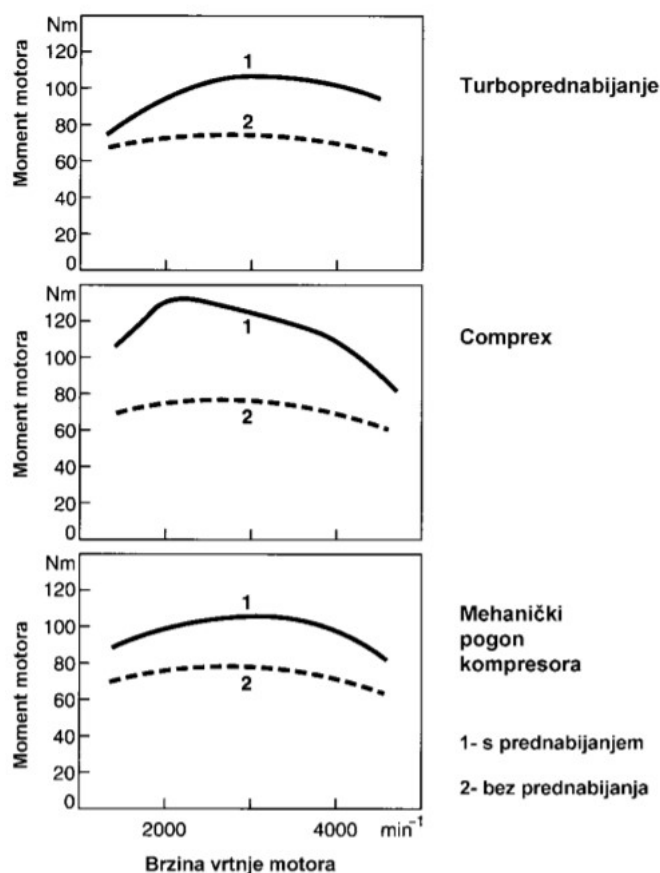 Nm
120
100
80
60
40
20
0
Moment motora
1
2
Turboprednabijanje
Nm
120
100
80
60
40
20
0
Moment motora
1
2
Comprex
Nm
120
100
80
60
40
20
0
Moment motora
1
2
Mehanički
pogon
kompresora
1- s prednabijanjem
2- bez prednabijanja
2000 4000 min⁻¹
Brzina vrtnje motora